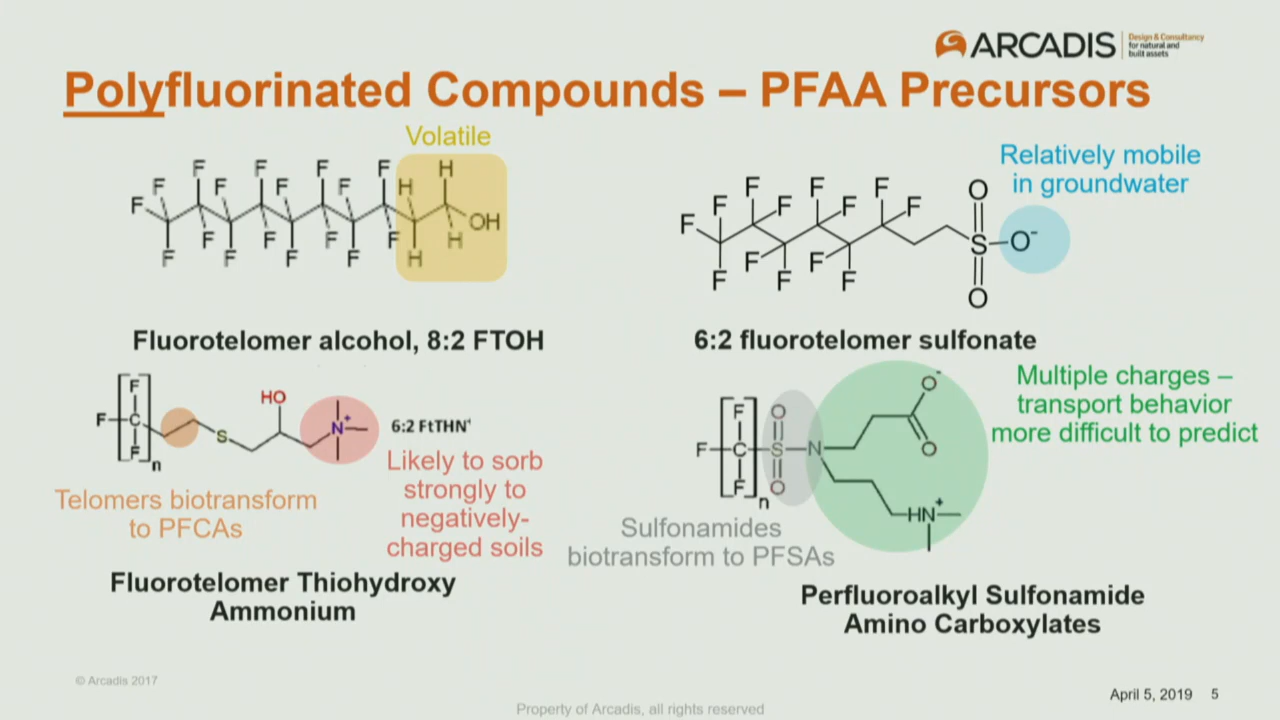 ARCADIS
Design & Consultancy
for natural and
built assets
Polyfluorinated Compounds – PFAA Precursors
Volatile
F F F F H
F F F F H
F
OH
F F F F H
F F F F H
Fluorotelomer alcohol, 8:2 FTOH
Relatively mobile
in groundwater
F F F O
F F F F
F
S O⁻
F F
F F F O
6:2 fluorotelomer sulfonate
F
F C
F
n
HO
S
N⁺
6:2 FtTHN⁺
Telomers biotransform
to PFCAs
Likely to sorb
strongly to
negatively-
charged soils
Fluorotelomer Thiohydroxy
Ammonium
Multiple charges –
transport behavior
more difficult to predict
F O O⁻
F C S N O
F O
n
HN⁺
Sulfonamides
biotransform to PFSAs
Perfluoroalkyl Sulfonamide
Amino Carboxylates
© Arcadis 2017
Property of Arcadis, all rights reserved
April 5, 2019 5